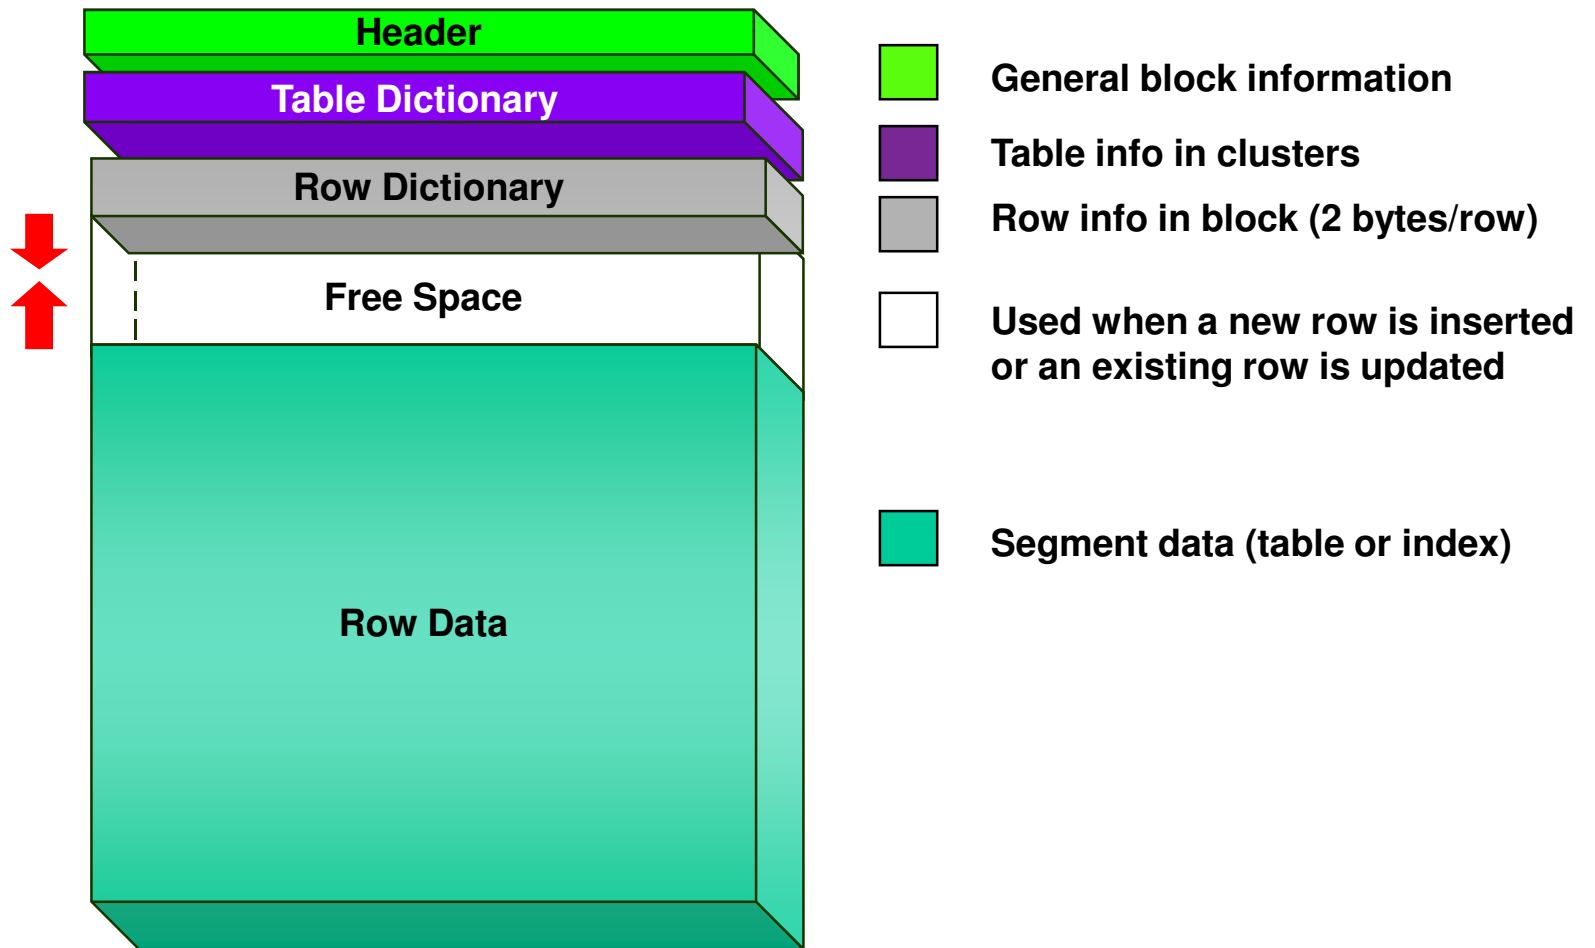 Header
Table Dictionary
Row Dictionary
Free Space
Row Data
General block information
Table info in clusters
Row info in block (2 bytes/row)
Used when a new row is inserted
or an existing row is updated
Segment data (table or index)